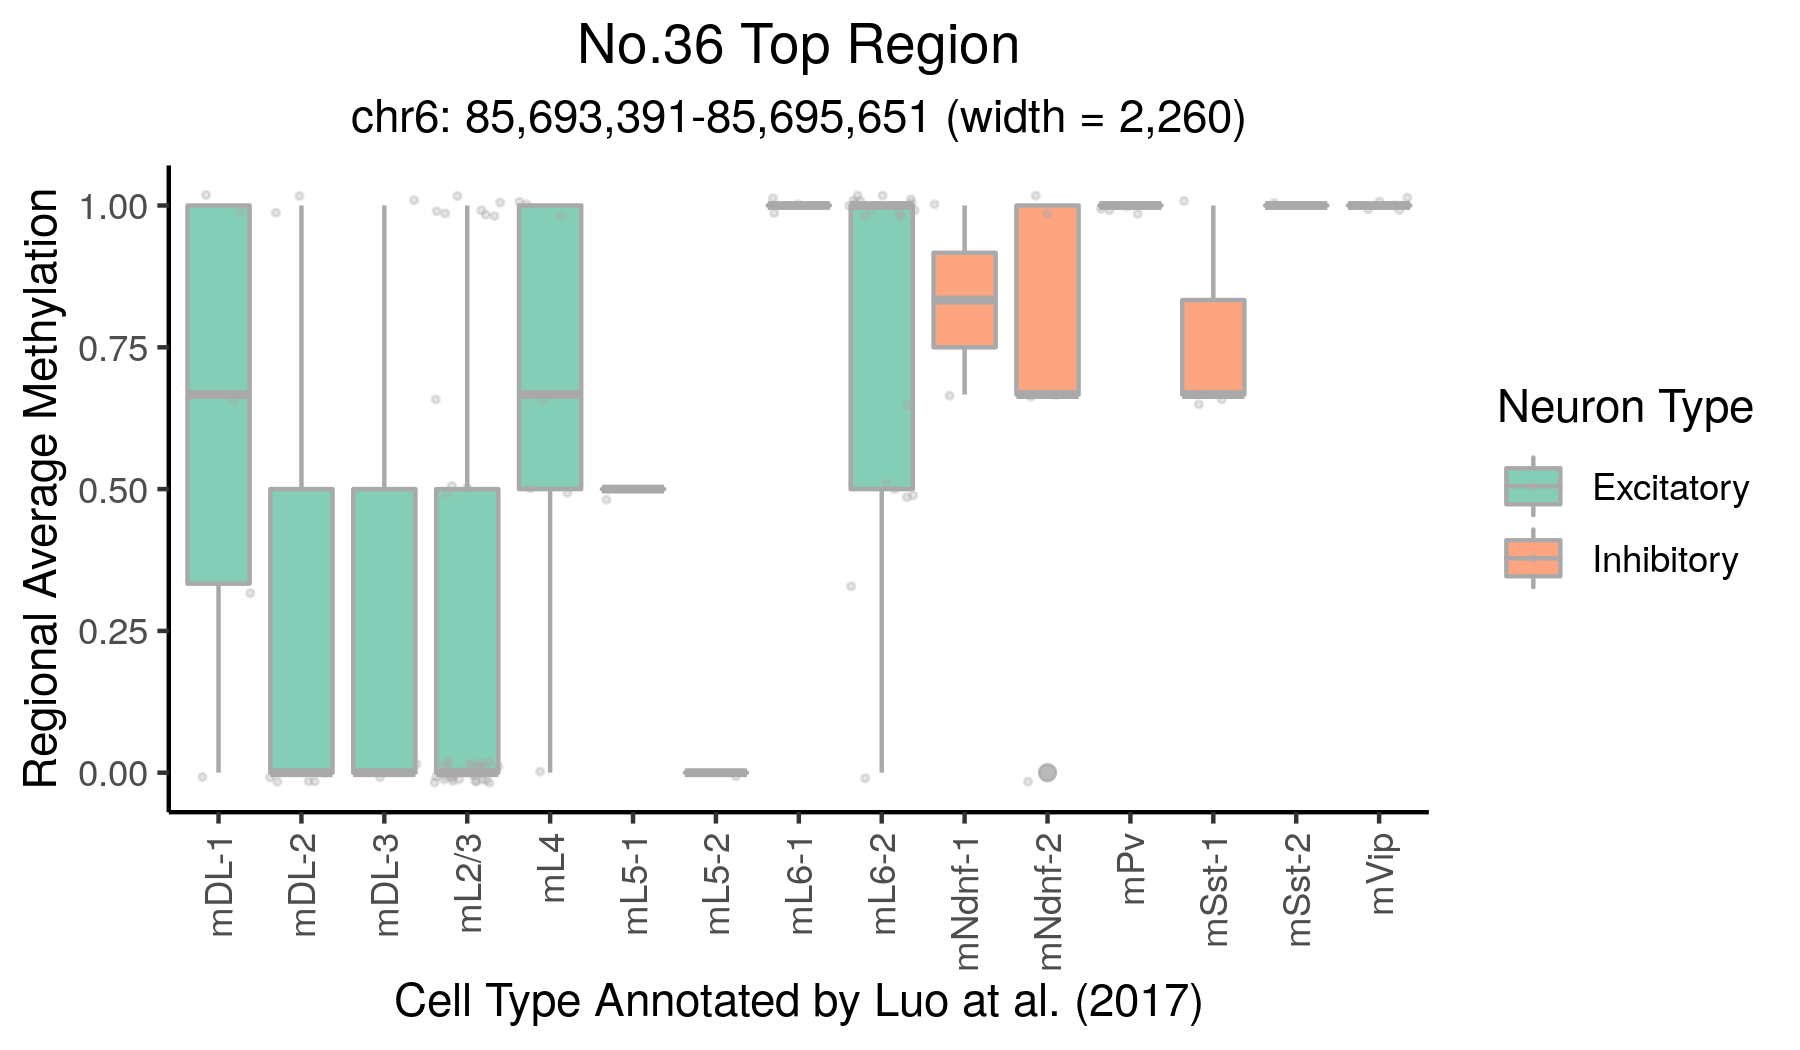 No.36 Top Region
chr6: 85,693,391-85,695,651 (width = 2,260)
Regional Average Methylation
1.00
0.75
0.50
0.25
0.00
mDL-1
mDL-2
mDL-3
mL2/3
mL4
mL5-1
mL5-2
mL6-1
mL6-2
mNdnf-1
mNdnf-2
mPv
mSst-1
mSst-2
mVip
Cell Type Annotated by Luo at al. (2017)
Neuron Type
Excitatory
Inhibitory